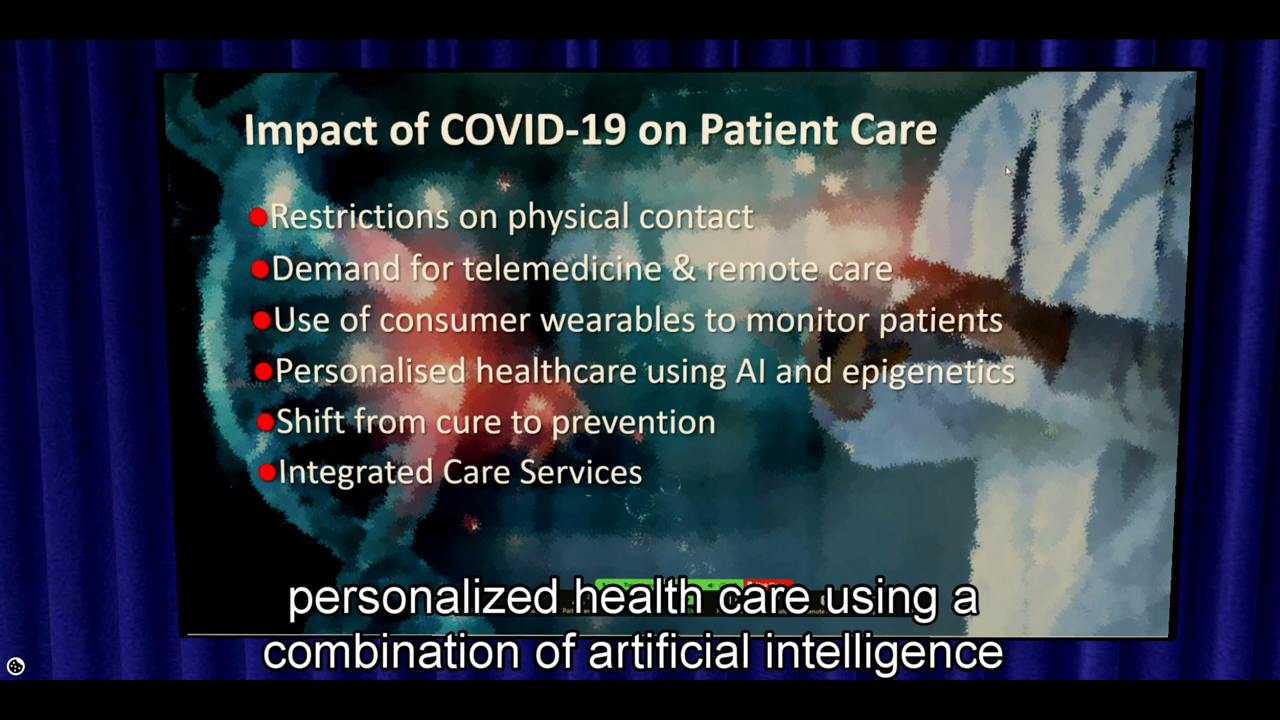 Impact of COVID-19 on Patient Care
Restrictions on physical contact
Demand for telemedicine & remote care
Use of consumer wearables to monitor patients
Personalised healthcare using AI and epigenetics
Shift from cure to prevention
Integrated Care Services
personalized health care using a
combination of artificial intelligence